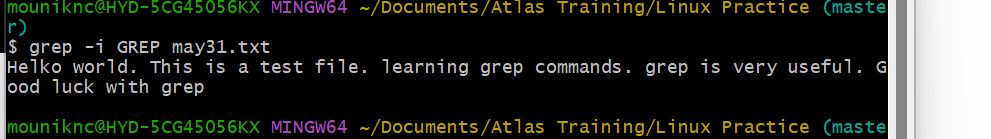 mouniknc@HYD-5CG45056KX MINGW64 ~/Documents/Atlas Training/Linux Practice (maste
r)
$ grep -i GREP may31.txt
Helko world. This is a test file. learning grep commands. grep is very useful. G
ood luck with grep
mouniknc@HYD-5CG45056KX MINGW64 ~/Documents/Atlas Training/Linux Practice (maste